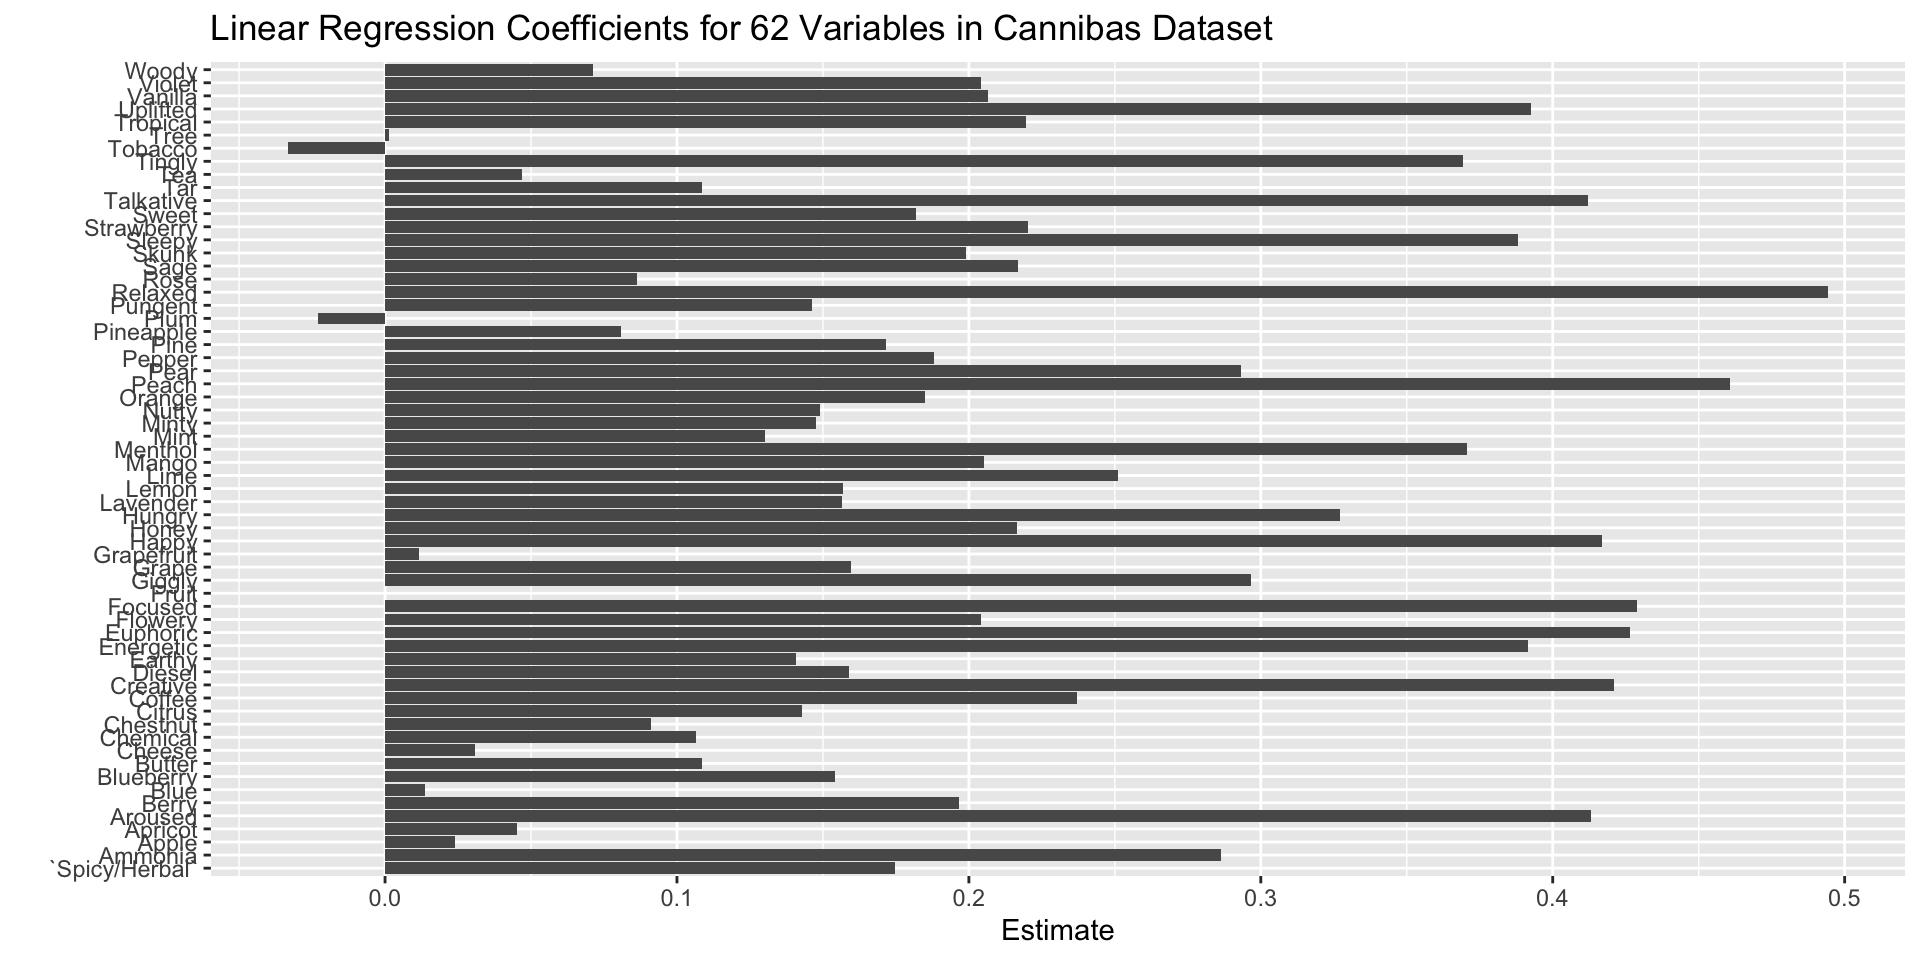 Linear Regression Coefficients for 62 Variables in Cannibas Dataset
Woody
Violet
Vanilla
Uplifted
Tropical
Tree
Tobacco
Tingly
Tea
Tar
Talkative
Sweet
Strawberry
Sleepy
Skunk
Sage
Rose
Relaxed
Pungent
Plum
Pineapple
Pine
Pepper
Pear
Peach
Orange
Nutty
Minty
Mint
Menthol
Mango
Lime
Lemon
Lavender
Hungry
Honey
Happy
Grapefruit
Grape
Giggly
Fruit
Focused
Flowery
Euphoric
Energetic
Earthy
Diesel
Creative
Coffee
Citrus
Chestnut
Chemical
Cheese
Butter
Blueberry
Blue
Berry
Aroused
Apricot
Apple
Ammonia
`Spicy/Herbal`
0.0 0.1 0.2 0.3 0.4 0.5
Estimate